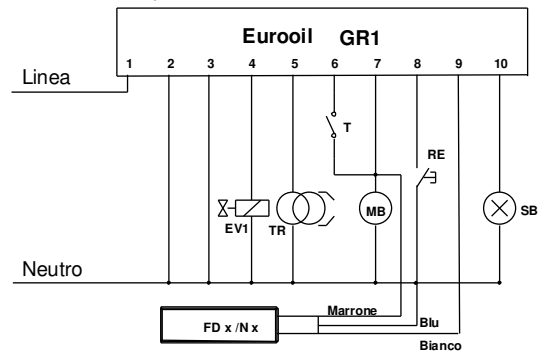 Eurooil GR1
1 2 3 4 5 6 7 8 9 10
Linea
T
RE
EV1
TR
MB
SB
Neutro
Marrone
FD x /N x
Blu
Bianco